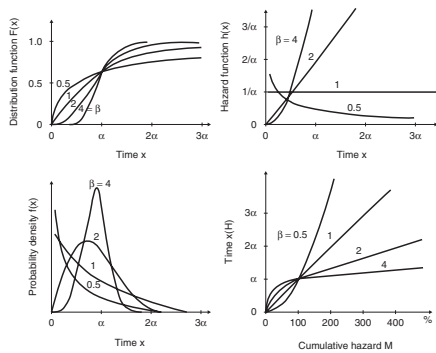 Distribution function F(x)
1.0
0.5
0
0.5
1
2
4 = β
0 α 2α 3α
Time x
Hazard function h(x)
3/α
2/α
1/α
0
β = 4
2
1
0.5
0 α 2α 3α
Time x
Probability density f(x)
β = 4
2
1
0.5
0 α 2α 3α
Time x
Time x(H)
3α
2α
α
0
β = 0.5
1
2
4
0 100 200 300 400 %
Cumulative hazard M